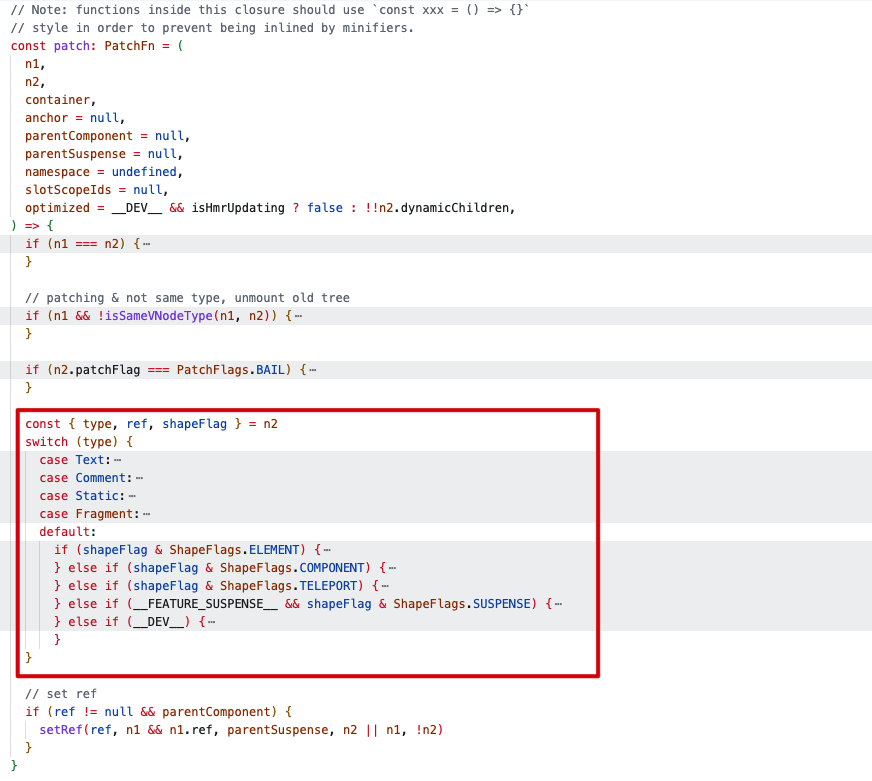 // Note: functions inside this closure should use `const xxx = () => {}`
// style in order to prevent being inlined by minifiers.
const patch: PatchFn = (
  n1,
  n2,
  container,
  anchor = null,
  parentComponent = null,
  parentSuspense = null,
  namespace = undefined,
  slotScopeIds = null,
  optimized = __DEV__ && isHmrUpdating ? false : !!n2.dynamicChildren,
) => {
  if (n1 === n2) {⋯
  }

  // patching & not same type, unmount old tree
  if (n1 && !isSameVNodeType(n1, n2)) {⋯
  }

  if (n2.patchFlag === PatchFlags.BAIL) {⋯
  }

  const { type, ref, shapeFlag } = n2
  switch (type) {
    case Text:⋯
    case Comment:⋯
    case Static:⋯
    case Fragment:⋯
    default:
      if (shapeFlag & ShapeFlags.ELEMENT) {⋯
      } else if (shapeFlag & ShapeFlags.COMPONENT) {⋯
      } else if (shapeFlag & ShapeFlags.TELEPORT) {⋯
      } else if (__FEATURE_SUSPENSE__ && shapeFlag & ShapeFlags.SUSPENSE) {⋯
      } else if (__DEV__) {⋯
      }
  }

  // set ref
  if (ref != null && parentComponent) {
    setRef(ref, n1 && n1.ref, parentSuspense, n2 || n1, !n2)
  }
}